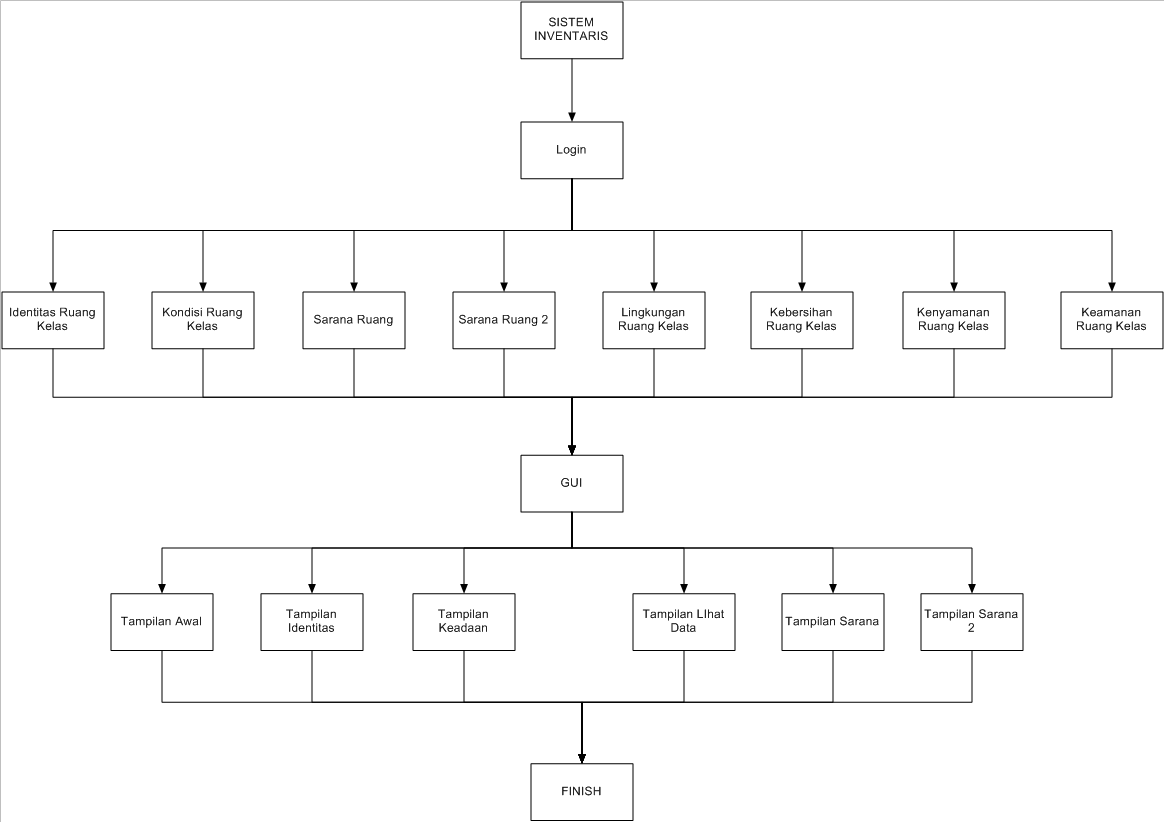 SISTEM
INVENTARIS
Login
Identitas Ruang
Kelas
Kondisi Ruang
Kelas
Sarana Ruang
Sarana Ruang 2
Lingkungan
Ruang Kelas
Kebersihan
Ruang Kelas
Kenyamanan
Ruang Kelas
Keamanan
Ruang Kelas
GUI
Tampilan Awal
Tampilan
Identitas
Tampilan
Keadaan
Tampilan LIhat
Data
Tampilan Sarana
Tampilan Sarana
2
FINISH